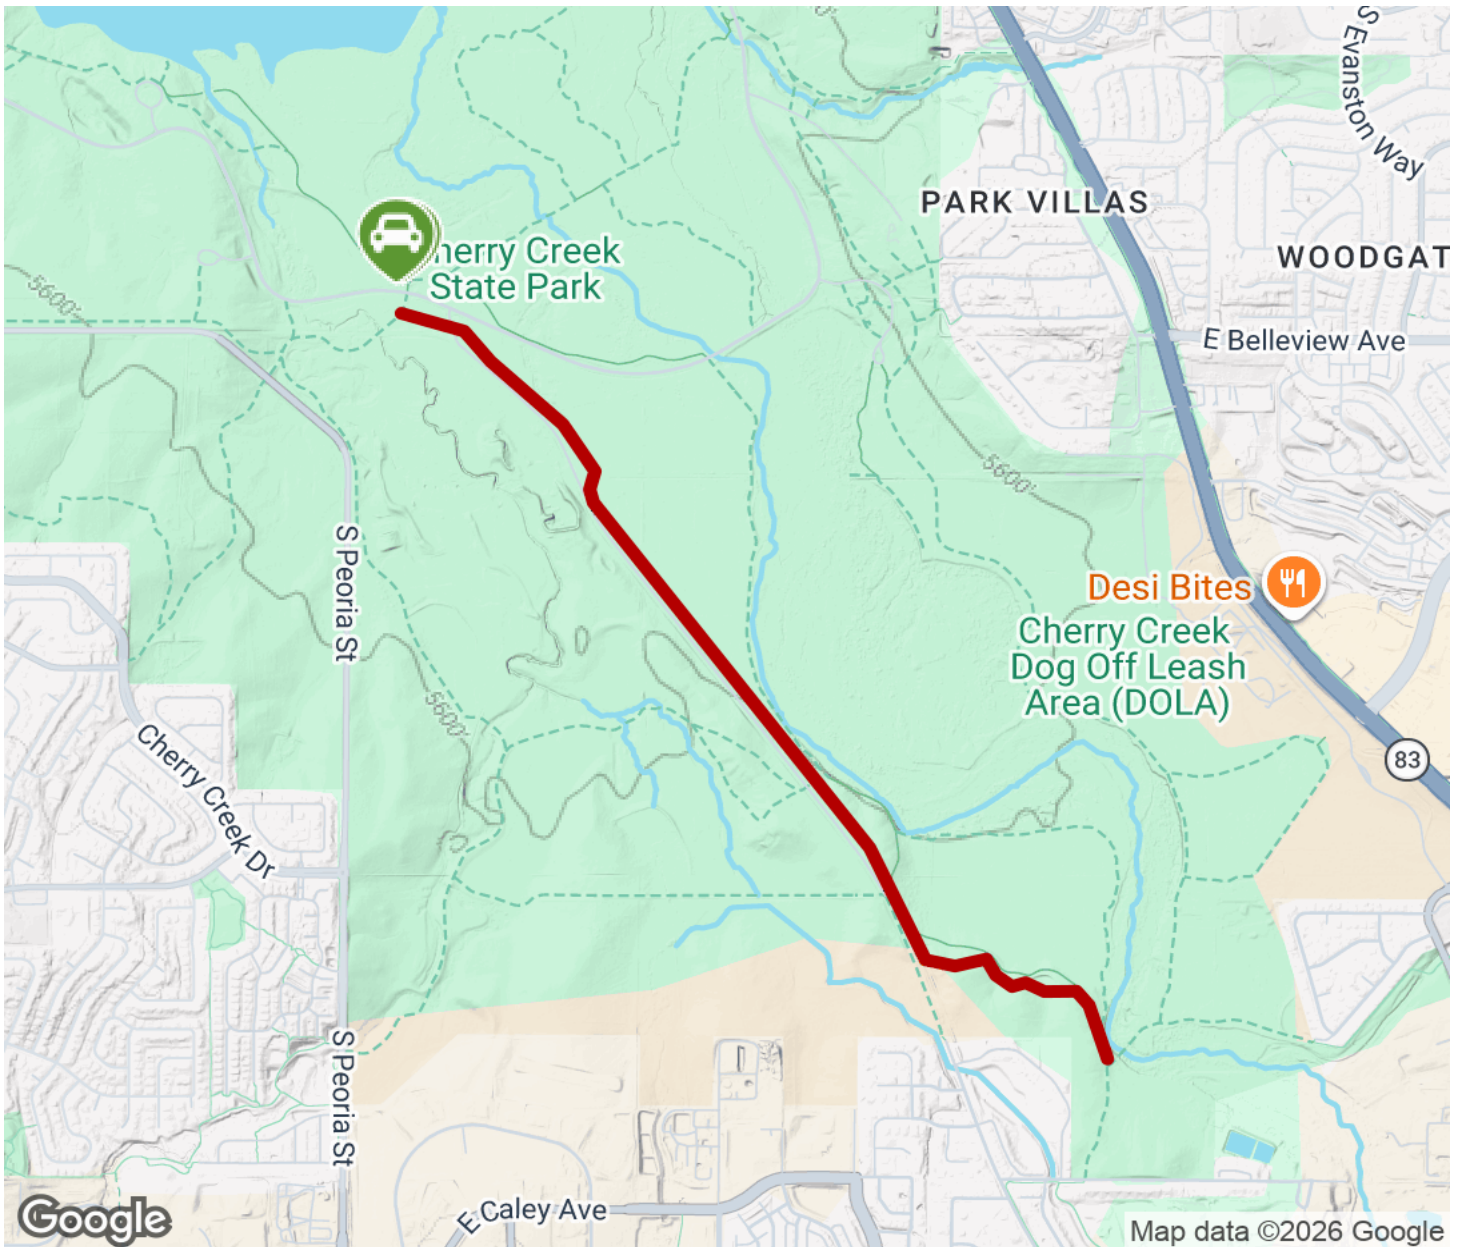 S Evanston Way
PARK VILLAS
WOODGAT
herry Creek
State Park
5600'
E Belleview Ave
5600'
S Peoria St
Desi Bites
Cherry Creek
Dog Off Leash
Area (DOLA)
5600'
Cherry Creek Dr
83
S Peoria St
E Caley Ave
Google
Map data ©2026 Google